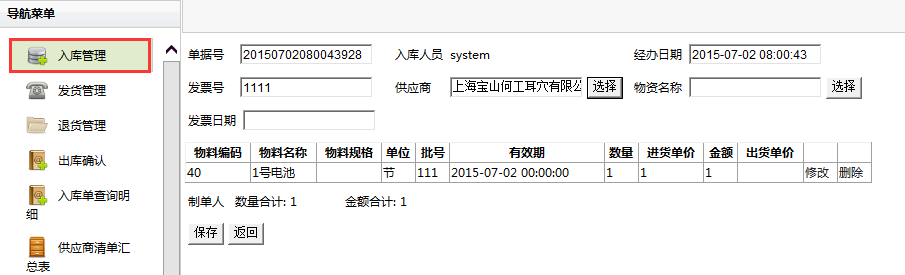 导航菜单
入库管理
发货管理
退货管理
出库确认
入库单查询明
细
供应商清单汇
总表
单据号 20150702080043928 入库人员 system 经办日期 2015-07-02 08:00:43
发票号 1111 供应商 上海宝山何工耳穴有限公 选择 物资名称 选择
发票日期
物料编码 物料名称 物料规格 单位 批号 有效期 数量 进货单价 金额 出货单价
40 1号电池 节 111 2015-07-02 00:00:00 1 1 1 修改 删除
制单人 数量合计: 1 金额合计: 1
保存 返回